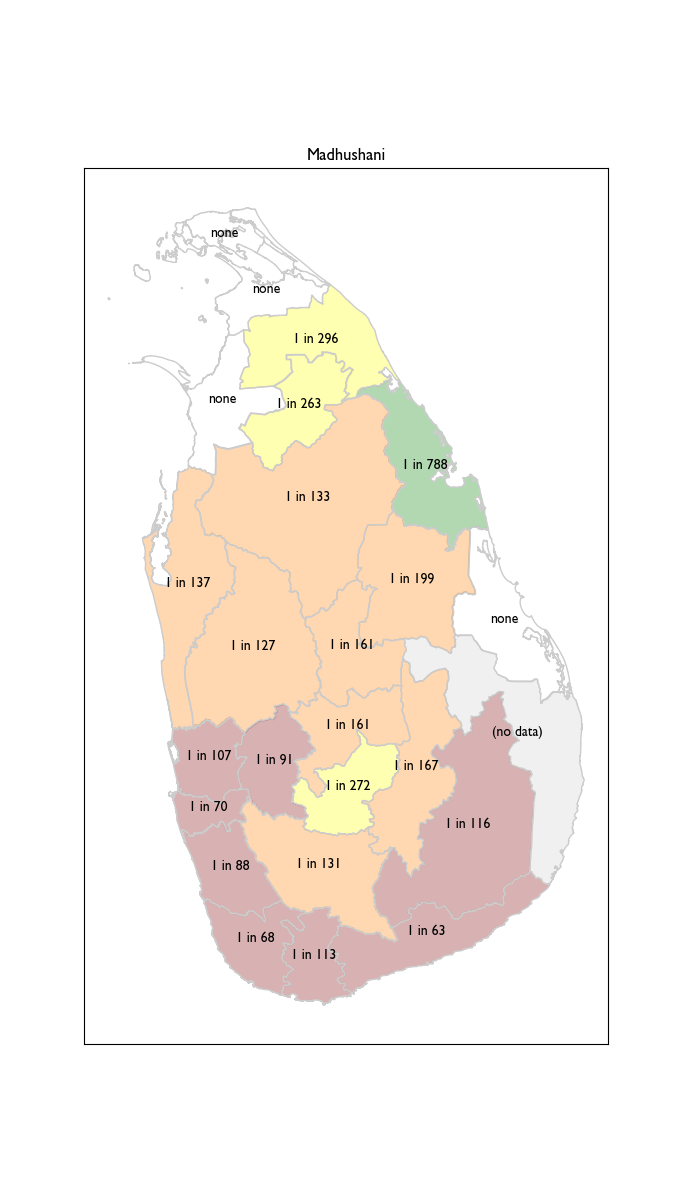 Madhushani
none
none
1 in 296
none
1 in 263
1 in 788
1 in 133
1 in 137
1 in 199
none
1 in 127
1 in 161
1 in 161
(no data)
1 in 107
1 in 91
1 in 167
1 in 272
1 in 70
1 in 116
1 in 88
1 in 131
1 in 63
1 in 68
1 in 113